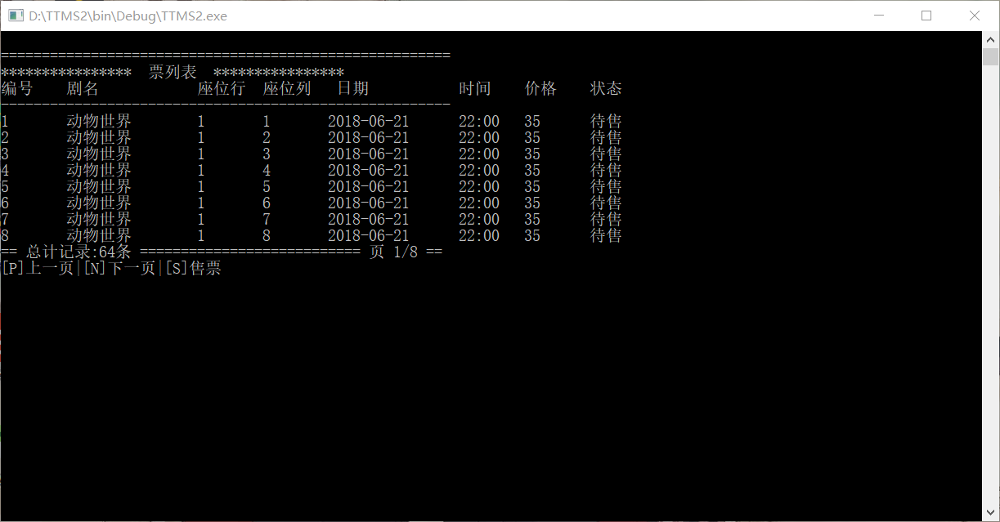 D:\TTMS2\bin\Debug\TTMS2.exe
=======================================================
**************** 票列表 ****************
编号 剧名 座位行 座位列 日期 时间 价格 状态
-------------------------------------------------------
1 动物世界 1 1 2018-06-21 22:00 35 待售
2 动物世界 1 2 2018-06-21 22:00 35 待售
3 动物世界 1 3 2018-06-21 22:00 35 待售
4 动物世界 1 4 2018-06-21 22:00 35 待售
5 动物世界 1 5 2018-06-21 22:00 35 待售
6 动物世界 1 6 2018-06-21 22:00 35 待售
7 动物世界 1 7 2018-06-21 22:00 35 待售
8 动物世界 1 8 2018-06-21 22:00 35 待售
== 总计记录:64条 =========================== 页 1/8 ==
[P]上一页|[N]下一页|[S]售票